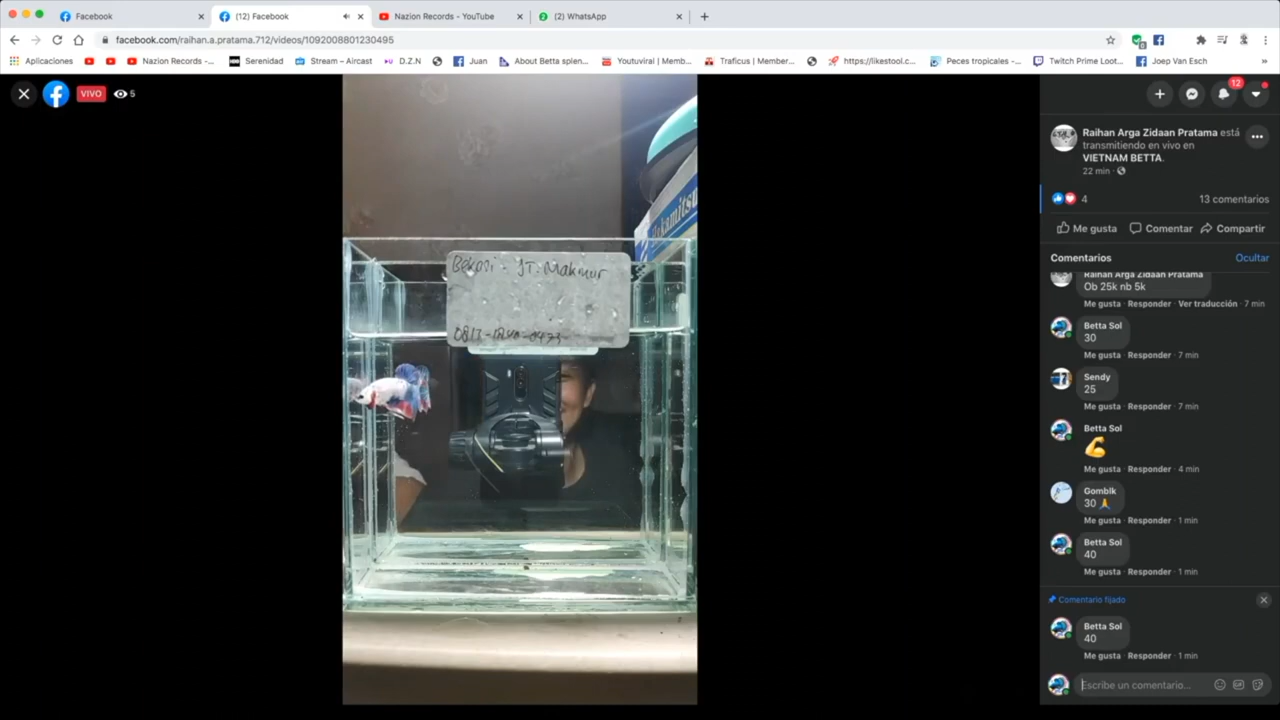 Facebook
(12) Facebook
Nazion Records - YouTube
(2) WhatsApp
facebook.com/raihan.a.pratama.712/videos/1092008801230495
Aplicaciones
Nazion Records -...
Serenidad
Stream – Aircast
D.Z.N
Juan
About Betta splen...
Youtuviral | Memb...
Traficus | Member...
https://likestool.c...
Peces tropicales -...
Twitch Prime Loot...
Joep Van Esch
VIVO
5
12
Bekasi - JT. Makmur
Raihan Arga Zidaan Pratama está
transmitiendo en vivo en
VIETNAM BETTA.
22 min
4
13 comentarios
Me gusta
Comentar
Compartir
Comentarios
Ocultar
Raihan Arga Zidaan Pratama
Ob 25k nb 5k
Me gusta · Responder · Ver traducción · 7 min
Betta Sol
30
Me gusta · Responder · 7 min
Sendy
25
Me gusta · Responder · 7 min
Betta Sol
💪
Me gusta · Responder · 4 min
Gomblk
30 🙏
Me gusta · Responder · 1 min
Betta Sol
40
Me gusta · Responder · 1 min
Comentario fijado
Betta Sol
40
Me gusta · Responder · 1 min
Escribe un comentario...